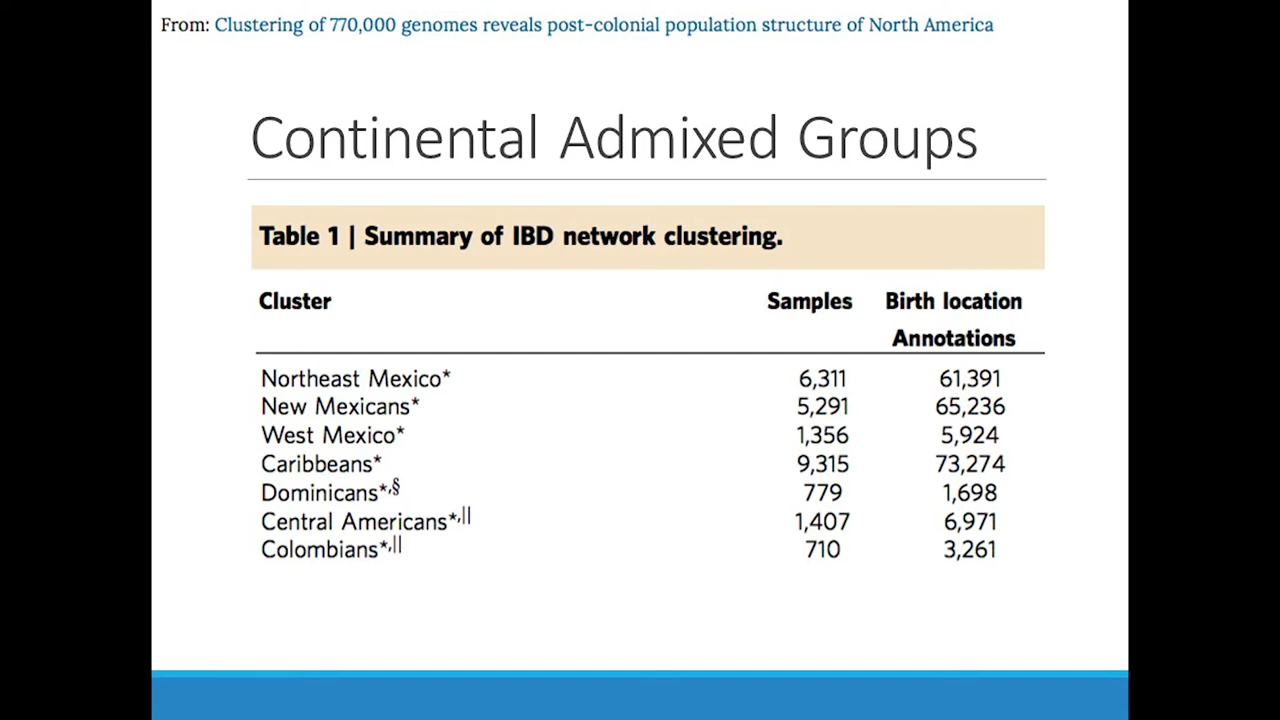 From: Clustering of 770,000 genomes reveals post-colonial population structure of North America
Continental Admixed Groups
Table 1 | Summary of IBD network clustering.
Cluster Samples Birth location
Annotations
Northeast Mexico* 6,311 61,391
New Mexicans* 5,291 65,236
West Mexico* 1,356 5,924
Caribbeans* 9,315 73,274
Dominicans*,§ 779 1,698
Central Americans*,|| 1,407 6,971
Colombians*,|| 710 3,261